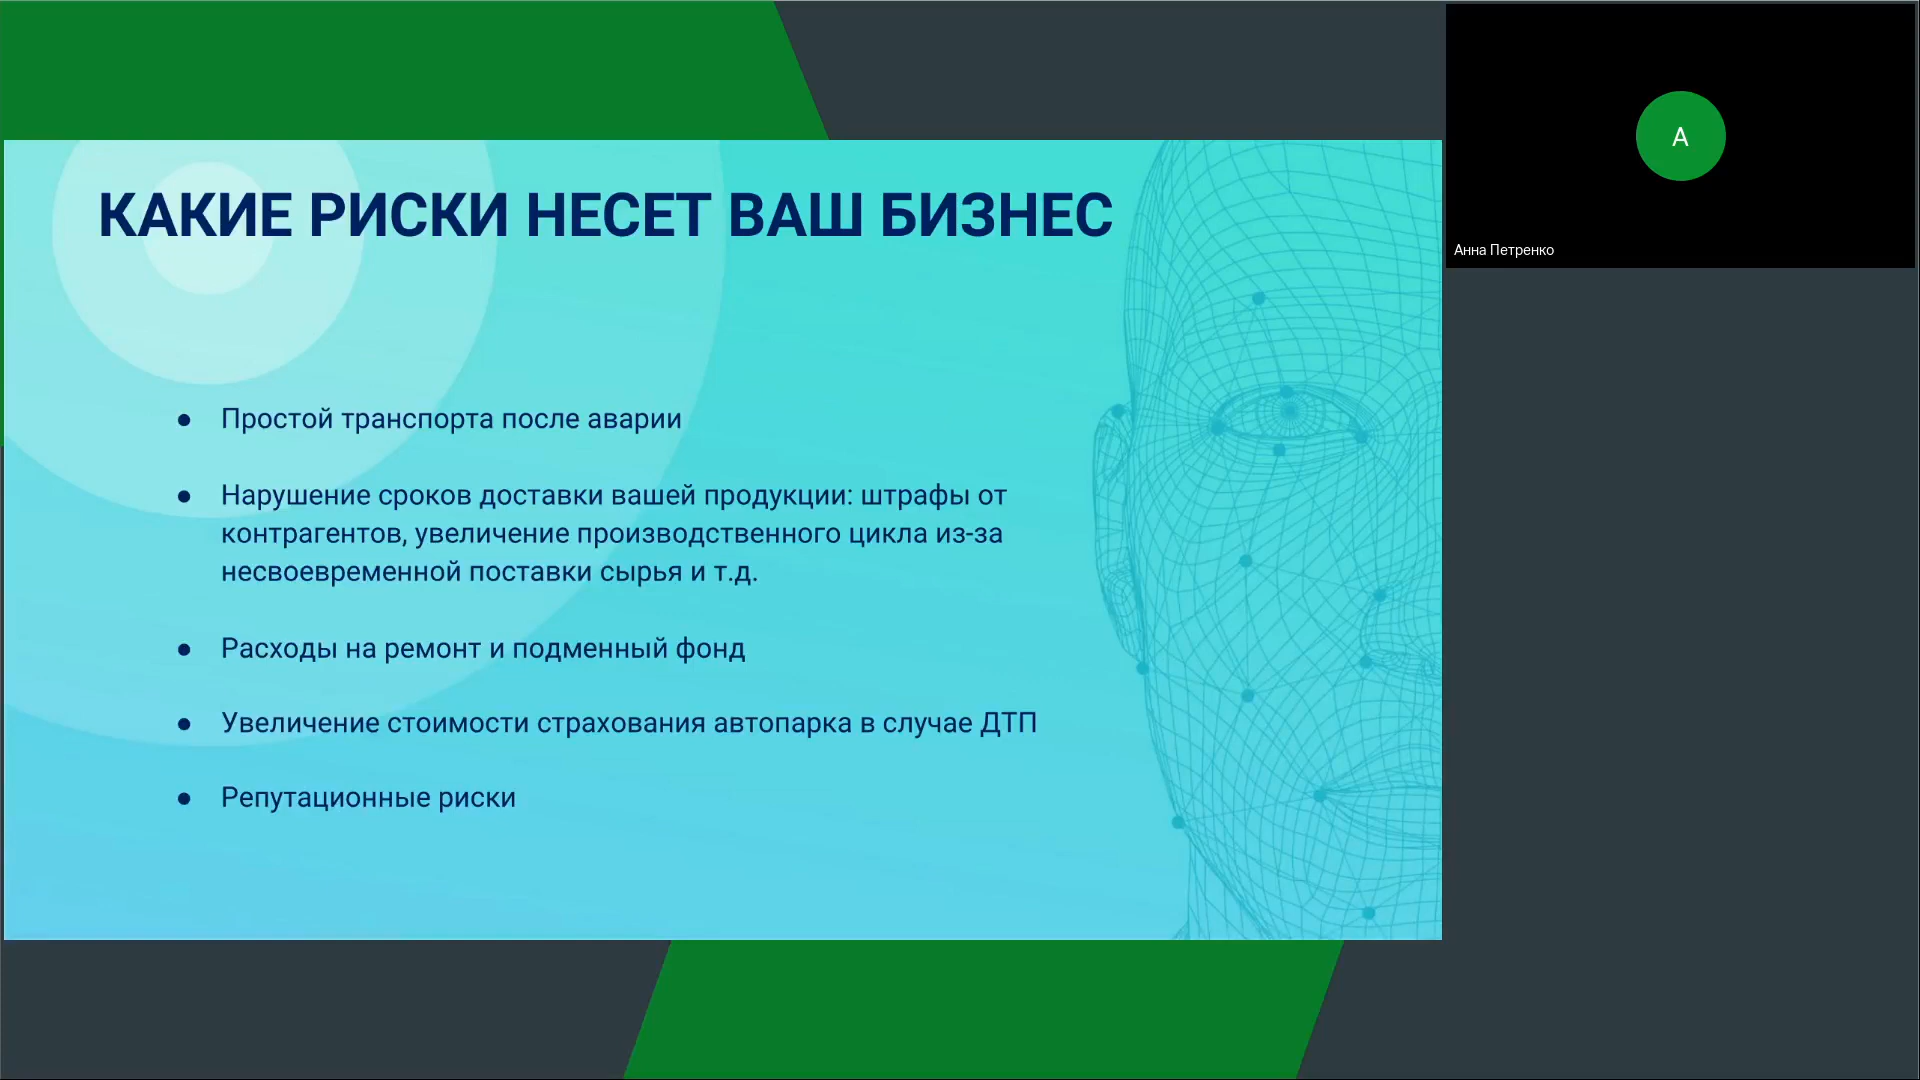 КАКИЕ РИСКИ НЕСЕТ ВАШ БИЗНЕС
● Простой транспорта после аварии
● Нарушение сроков доставки вашей продукции: штрафы от
контрагентов, увеличение производственного цикла из-за
несвоевременной поставки сырья и т.д.
● Расходы на ремонт и подменный фонд
● Увеличение стоимости страхования автопарка в случае ДТП
● Репутационные риски
А
Анна Петренко